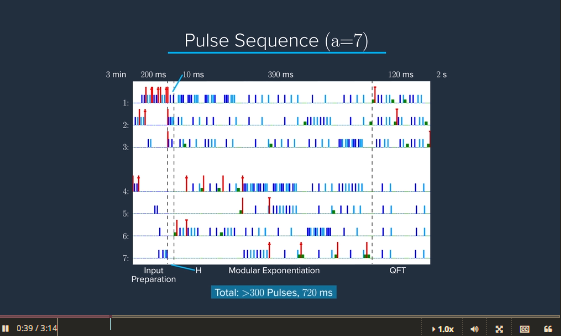 Pulse Sequence (a=7)
3 min 200 ms 10 ms 390 ms 120 ms 2 s
1:
2:
3:
4:
5:
6:
7:
Input
Preparation
H
Modular Exponentiation
QFT
Total: >300 Pulses, 720 ms
0:39 / 3:14
1.0x